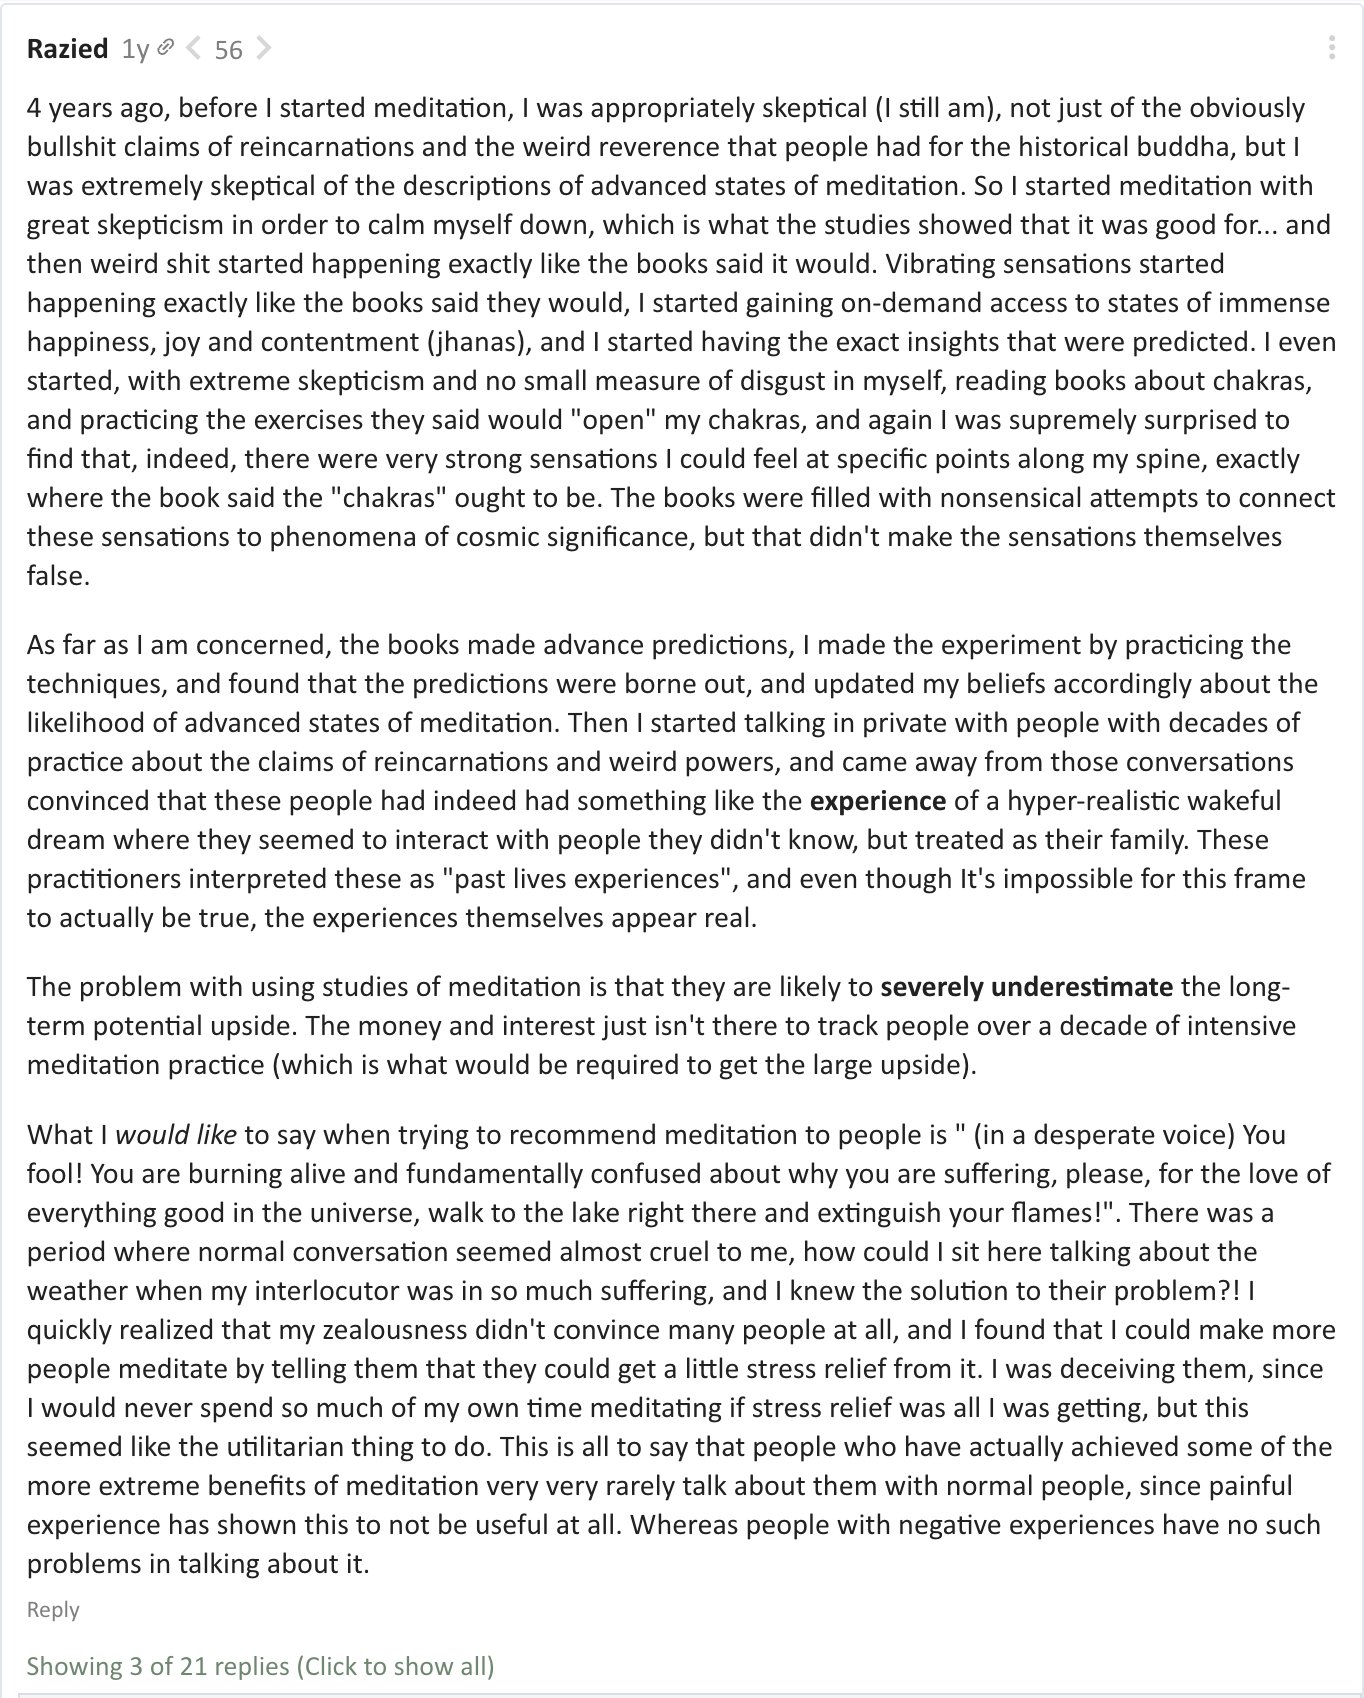 Razied 1y 56
4 years ago, before I started meditation, I was appropriately skeptical (I still am), not just of the obviously
bullshit claims of reincarnations and the weird reverence that people had for the historical buddha, but I
was extremely skeptical of the descriptions of advanced states of meditation. So I started meditation with
great skepticism in order to calm myself down, which is what the studies showed that it was good for... and
then weird shit started happening exactly like the books said it would. Vibrating sensations started
happening exactly like the books said they would, I started gaining on-demand access to states of immense
happiness, joy and contentment (jhanas), and I started having the exact insights that were predicted. I even
started, with extreme skepticism and no small measure of disgust in myself, reading books about chakras,
and practicing the exercises they said would "open" my chakras, and again I was supremely surprised to
find that, indeed, there were very strong sensations I could feel at specific points along my spine, exactly
where the book said the "chakras" ought to be. The books were filled with nonsensical attempts to connect
these sensations to phenomena of cosmic significance, but that didn't make the sensations themselves
false.
As far as I am concerned, the books made advance predictions, I made the experiment by practicing the
techniques, and found that the predictions were borne out, and updated my beliefs accordingly about the
likelihood of advanced states of meditation. Then I started talking in private with people with decades of
practice about the claims of reincarnations and weird powers, and came away from those conversations
convinced that these people had indeed had something like the experience of a hyper-realistic wakeful
dream where they seemed to interact with people they didn't know, but treated as their family. These
practitioners interpreted these as "past lives experiences", and even though It's impossible for this frame
to actually be true, the experiences themselves appear real.
The problem with using studies of meditation is that they are likely to severely underestimate the long-
term potential upside. The money and interest just isn't there to track people over a decade of intensive
meditation practice (which is what would be required to get the large upside).
What I would like to say when trying to recommend meditation to people is " (in a desperate voice) You
fool! You are burning alive and fundamentally confused about why you are suffering, please, for the love of
everything good in the universe, walk to the lake right there and extinguish your flames!". There was a
period where normal conversation seemed almost cruel to me, how could I sit here talking about the
weather when my interlocutor was in so much suffering, and I knew the solution to their problem?! I
quickly realized that my zealousness didn't convince many people at all, and I found that I could make more
people meditate by telling them that they could get a little stress relief from it. I was deceiving them, since
I would never spend so much of my own time meditating if stress relief was all I was getting, but this
seemed like the utilitarian thing to do. This is all to say that people who have actually achieved some of the
more extreme benefits of meditation very very rarely talk about them with normal people, since painful
experience has shown this to not be useful at all. Whereas people with negative experiences have no such
problems in talking about it.
Reply
Showing 3 of 21 replies (Click to show all)